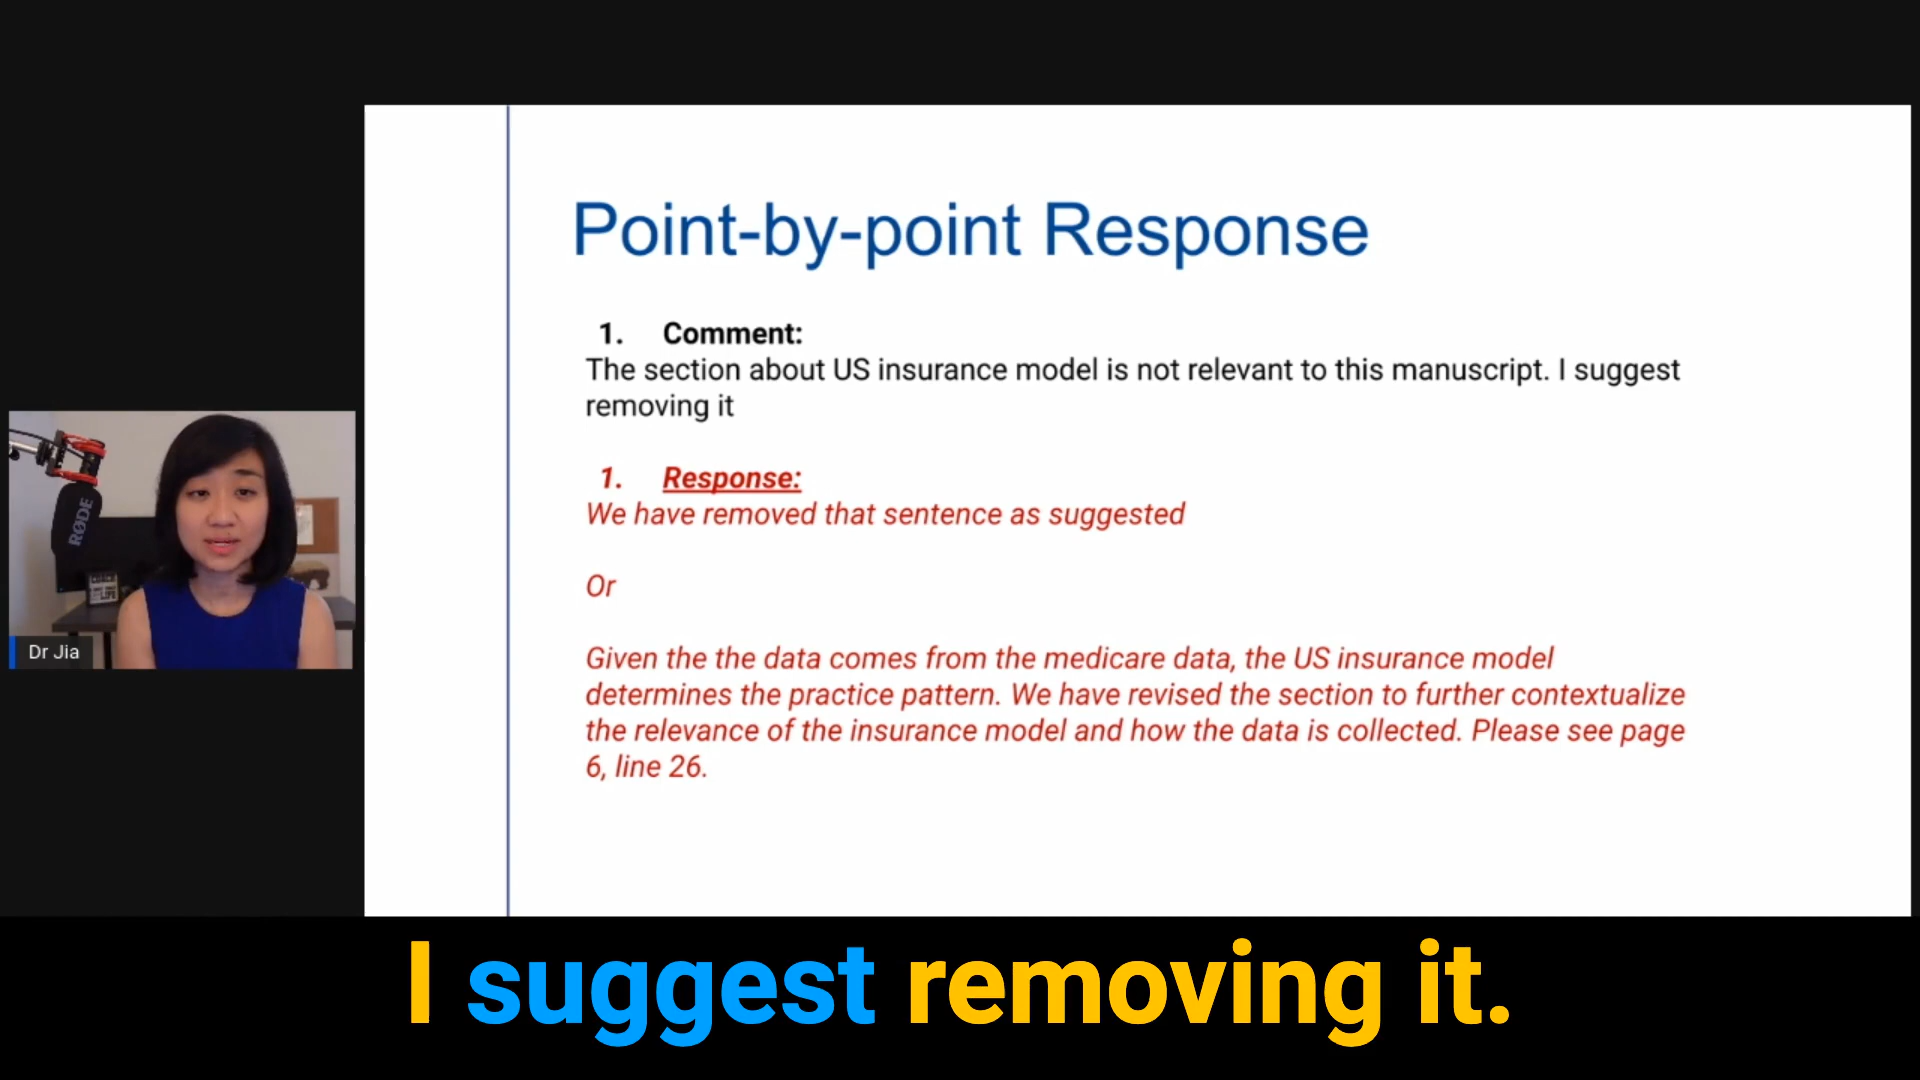 Point-by-point Response
1. Comment:
The section about US insurance model is not relevant to this manuscript. I suggest
removing it
1. Response:
We have removed that sentence as suggested
Or
Given the the data comes from the medicare data, the US insurance model
determines the practice pattern. We have revised the section to further contextualize
the relevance of the insurance model and how the data is collected. Please see page
6, line 26.
RØDE
Dr Jia
I suggest removing it.